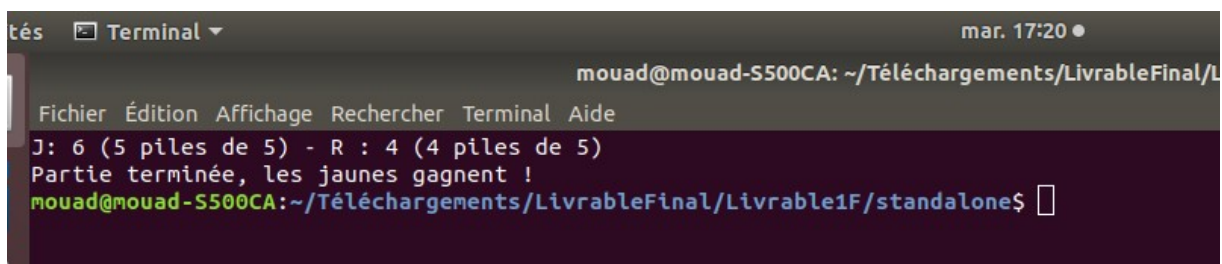 tés Terminal mar. 17:20
mouad@mouad-S500CA: ~/Téléchargements/LivrableFinal/L
Fichier Édition Affichage Rechercher Terminal Aide
J: 6 (5 piles de 5) - R : 4 (4 piles de 5)
Partie terminée, les jaunes gagnent !
mouad@mouad-S500CA:~/Téléchargements/LivrableFinal/Livrable1F/standalone$